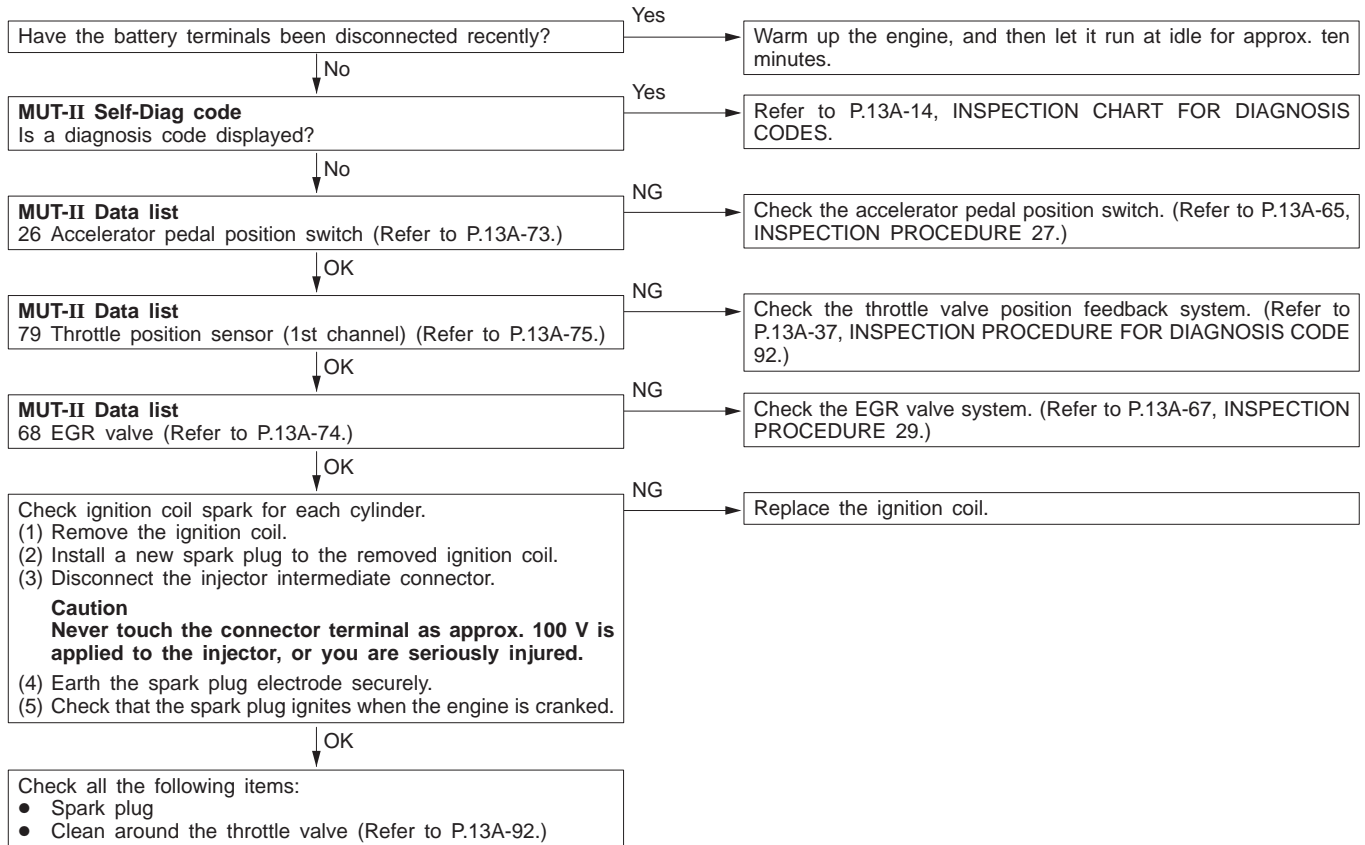 Have the battery terminals been disconnected recently?
Yes
Warm up the engine, and then let it run at idle for approx. ten
minutes.
No
MUT-II Self-Diag code
Is a diagnosis code displayed?
Yes
Refer to P.13A-14, INSPECTION CHART FOR DIAGNOSIS
CODES.
No
MUT-II Data list
26 Accelerator pedal position switch (Refer to P.13A-73.)
NG
Check the accelerator pedal position switch. (Refer to P.13A-65,
INSPECTION PROCEDURE 27.)
OK
MUT-II Data list
79 Throttle position sensor (1st channel) (Refer to P.13A-75.)
NG
Check the throttle valve position feedback system. (Refer to
P.13A-37, INSPECTION PROCEDURE FOR DIAGNOSIS CODE
92.)
OK
MUT-II Data list
68 EGR valve (Refer to P.13A-74.)
NG
Check the EGR valve system. (Refer to P.13A-67, INSPECTION
PROCEDURE 29.)
OK
Check ignition coil spark for each cylinder.
(1) Remove the ignition coil.
(2) Install a new spark plug to the removed ignition coil.
(3) Disconnect the injector intermediate connector.
Caution
Never touch the connector terminal as approx. 100 V is
applied to the injector, or you are seriously injured.
(4) Earth the spark plug electrode securely.
(5) Check that the spark plug ignites when the engine is cranked.
NG
Replace the ignition coil.
OK
Check all the following items:
● Spark plug
● Clean around the throttle valve (Refer to P.13A-92.)